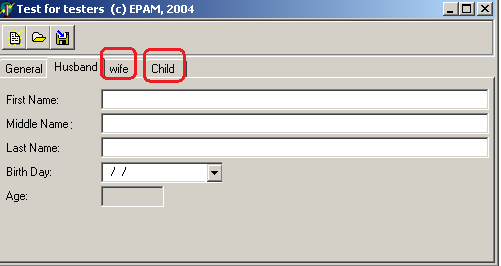 Test for testers (c) EPAM, 2004
General Husband wife Child
First Name:
Middle Name :
Last Name:
Birth Day: / /
Age: